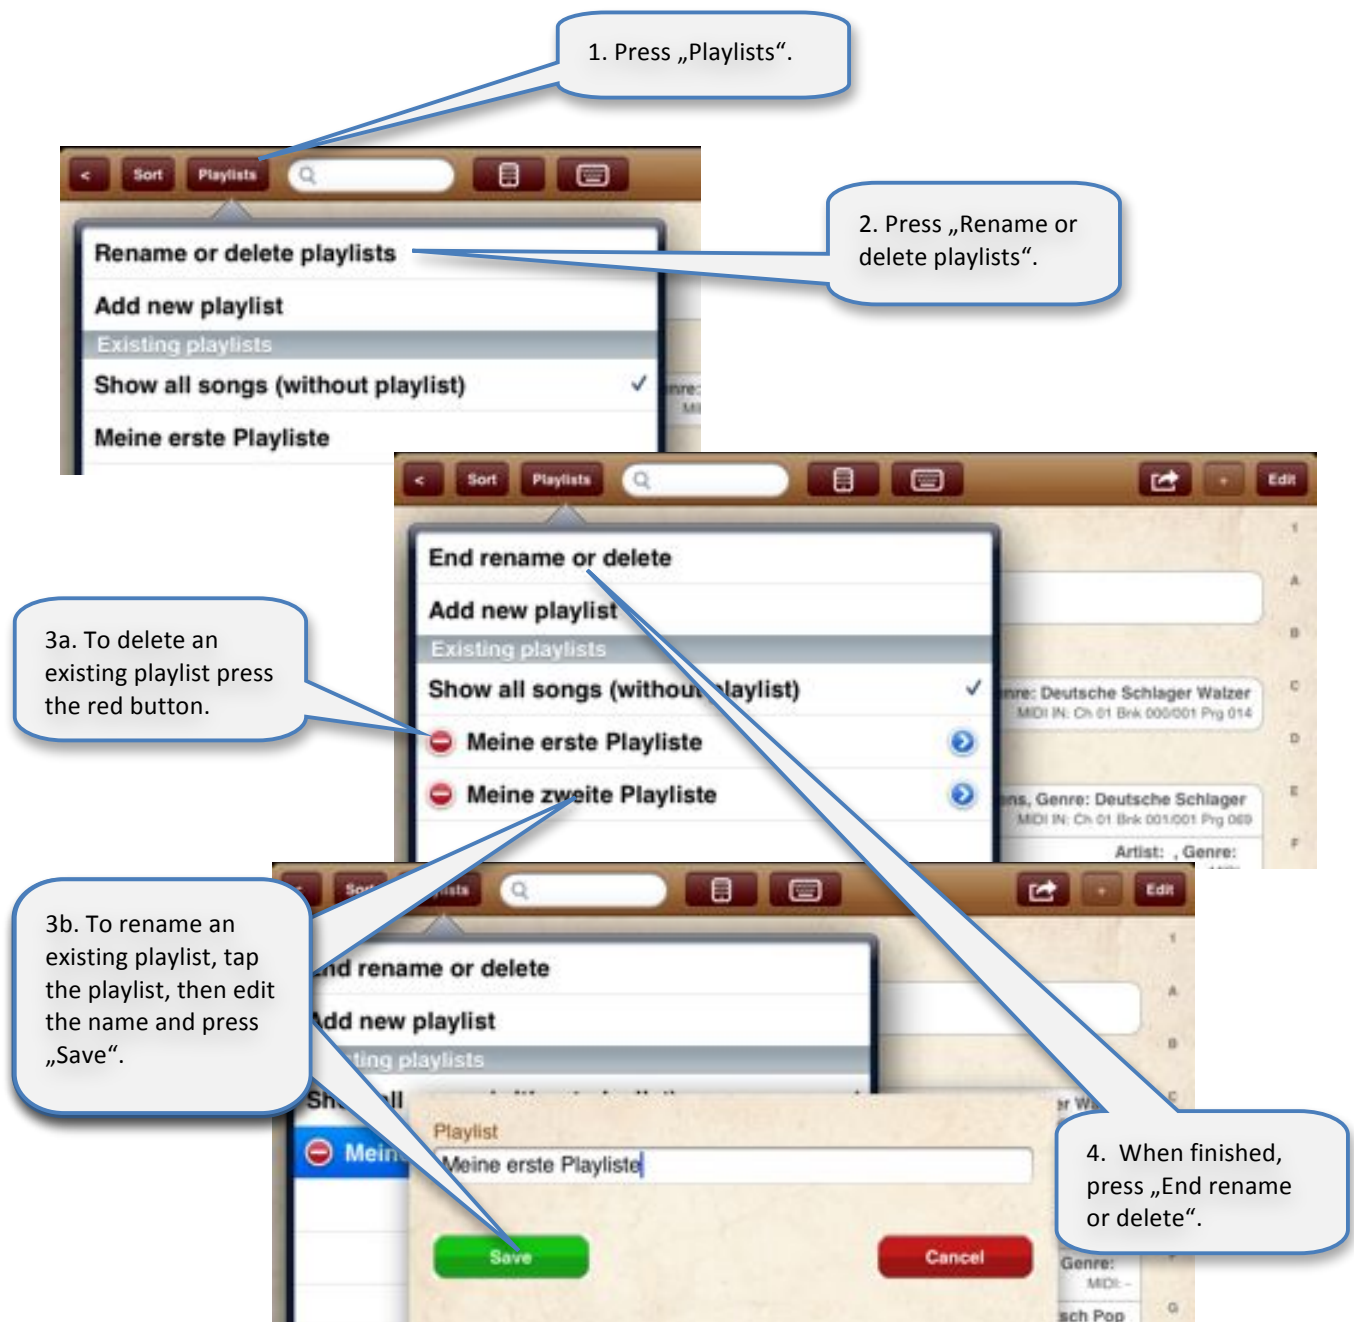 1. Press „Playlists“.
< Sort Playlists
2. Press „Rename or
delete playlists“.
Rename or delete playlists
Add new playlist
Existing playlists
Show all songs (without playlist) ✓
Meine erste Playliste
< Sort Playlists + Edit
1
A
B
C
D
E
F
End rename or delete
Add new playlist
Existing playlists
Show all songs (without playlist) ✓
Genre: Deutsche Schlager Walzer
MIDI IN: Ch 01 Bnk 000/001 Prg 014
Meine erste Playliste
Meine zweite Playliste
Genre: Deutsche Schlager
MIDI IN: Ch 01 Bnk 001/001 Prg 069
Artist: , Genre:
3a. To delete an
existing playlist press
the red button.
3b. To rename an
existing playlist, tap
the playlist, then edit
the name and press
„Save“.
+ Edit
1
A
B
C
End rename or delete
Add new playlist
playlists
Meine
Playlist
Meine erste Playliste
Save Cancel
4. When finished,
press „End rename
or delete“.
Genre:
MIDI: -
G